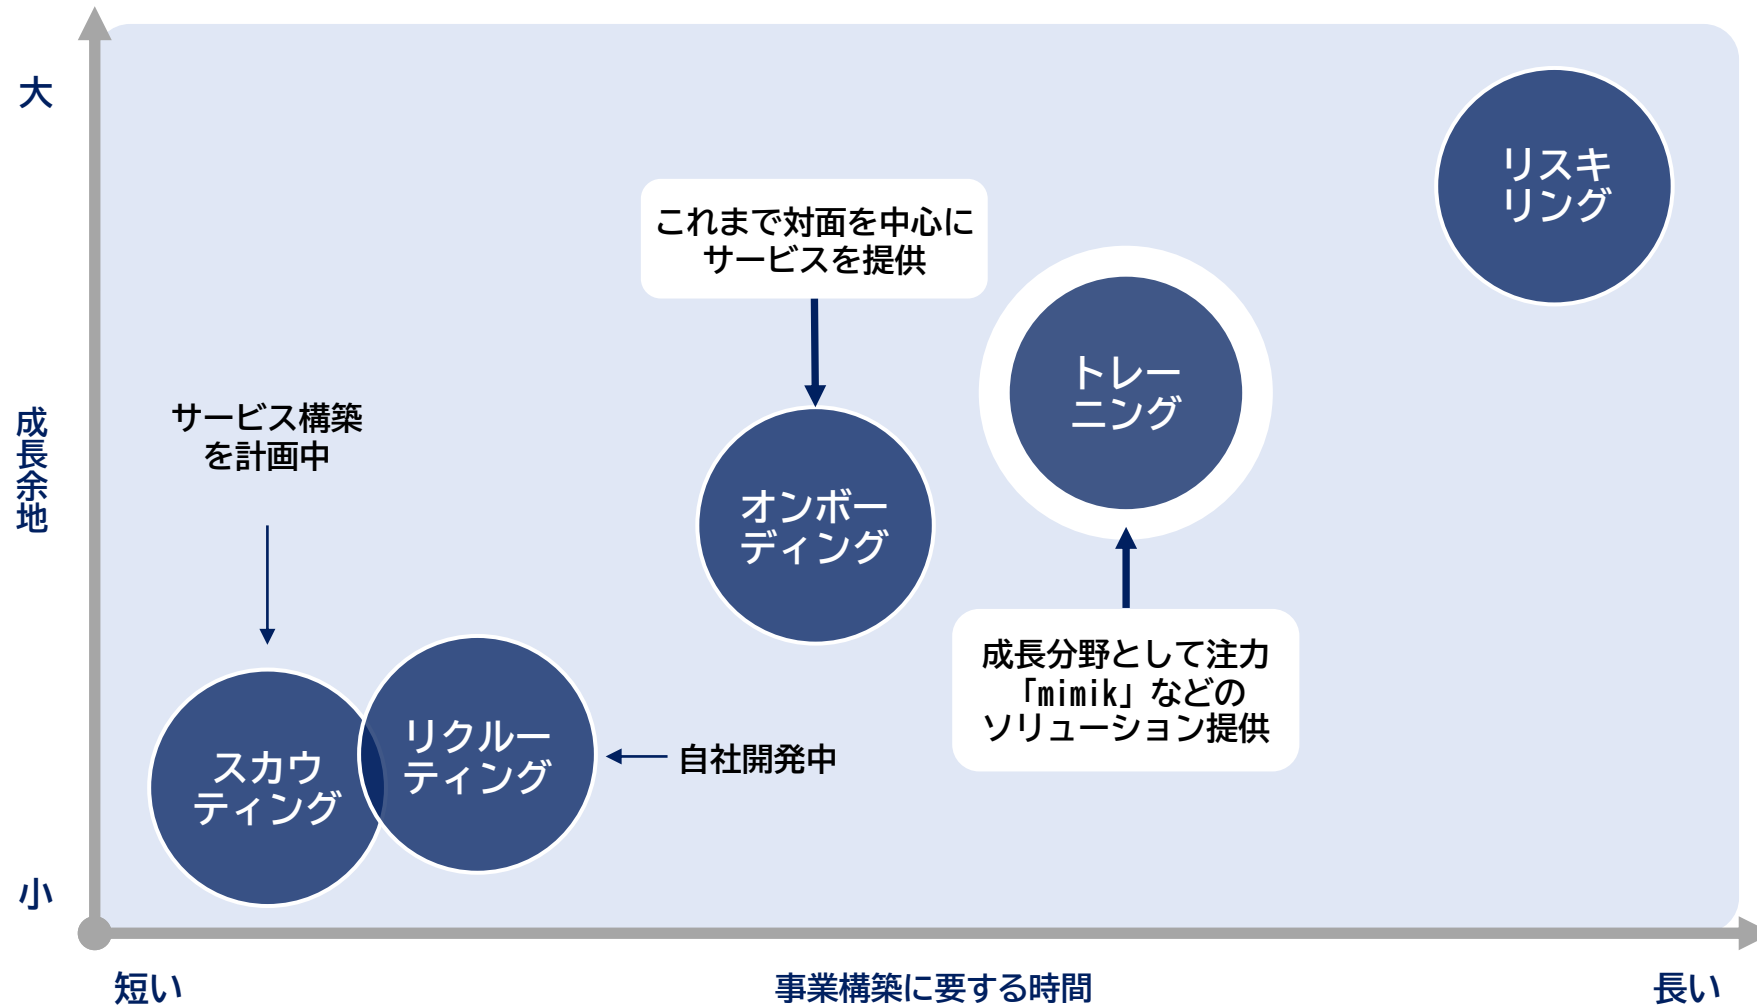 大
成長余地
小
リスキ
リング
これまで対面を中心に
サービスを提供
トレー
ニング
サービス構築
を計画中
オンボー
ディング
成長分野として注力
「mimik」などの
ソリューション提供
リクルー
ティング
自社開発中
スカウ
ティング
短い
事業構築に要する時間
長い